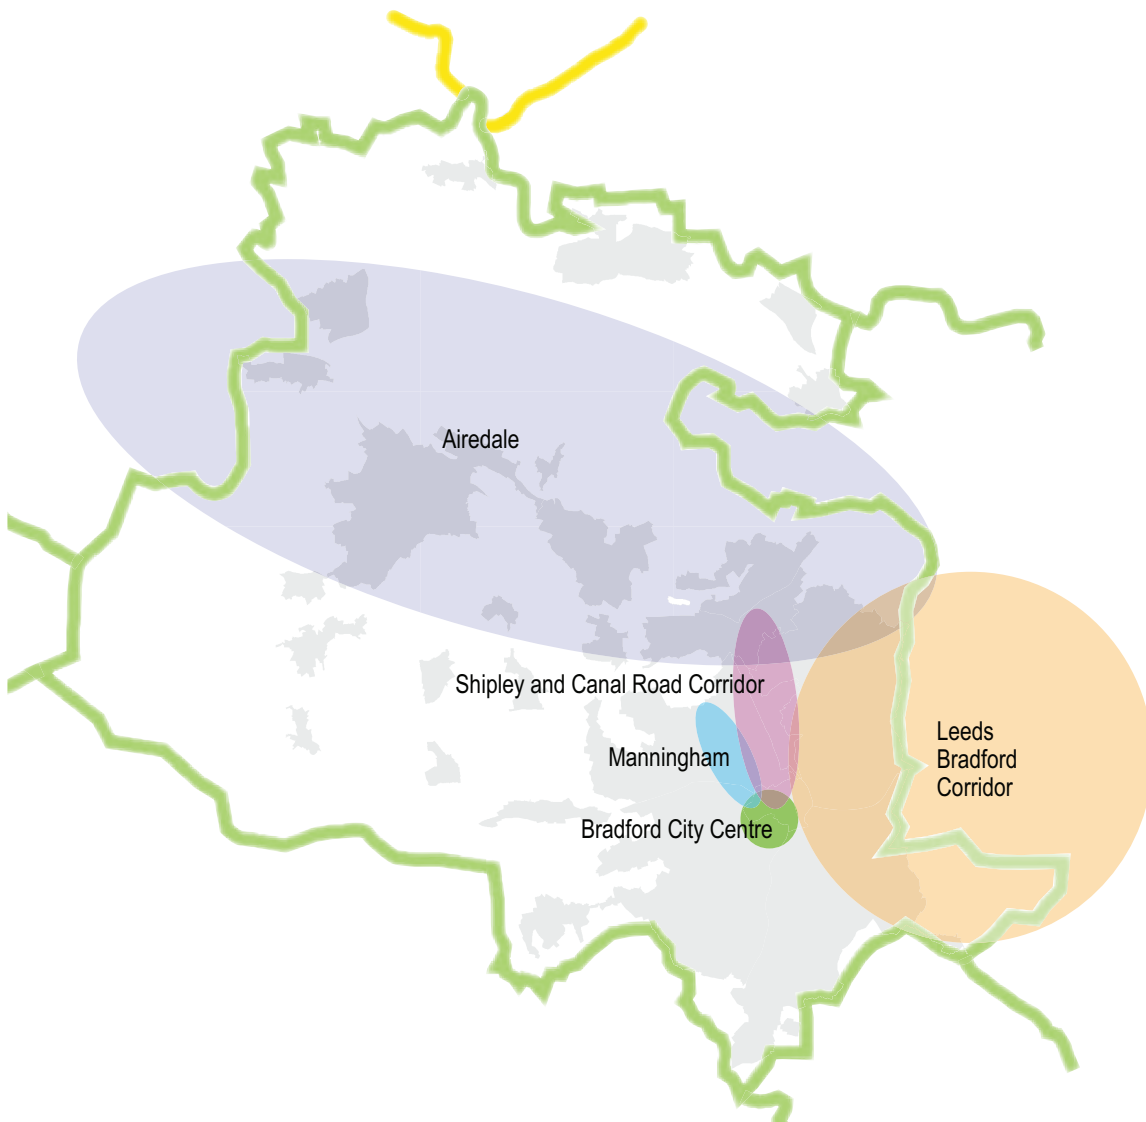 Airedale
Shipley and Canal Road Corridor
Manningham
Leeds
Bradford
Corridor
Bradford City Centre